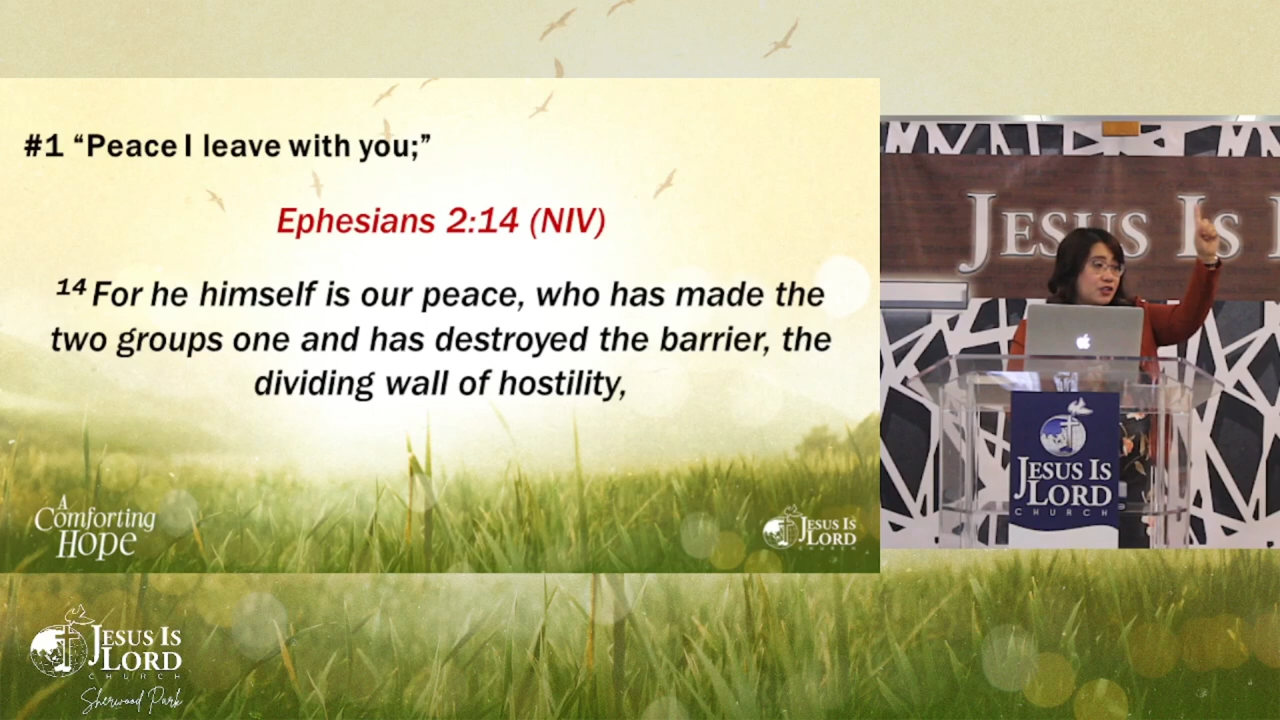 #1 “Peace I leave with you;”
Ephesians 2:14 (NIV)
14 For he himself is our peace, who has made the
two groups one and has destroyed the barrier, the
dividing wall of hostility,
A
Comforting
Hope
JESUS IS
LORD
CHURCH
JESUS IS
JESUS IS
LORD
CHURCH
JESUS IS
LORD
CHURCH
Sherwood Park